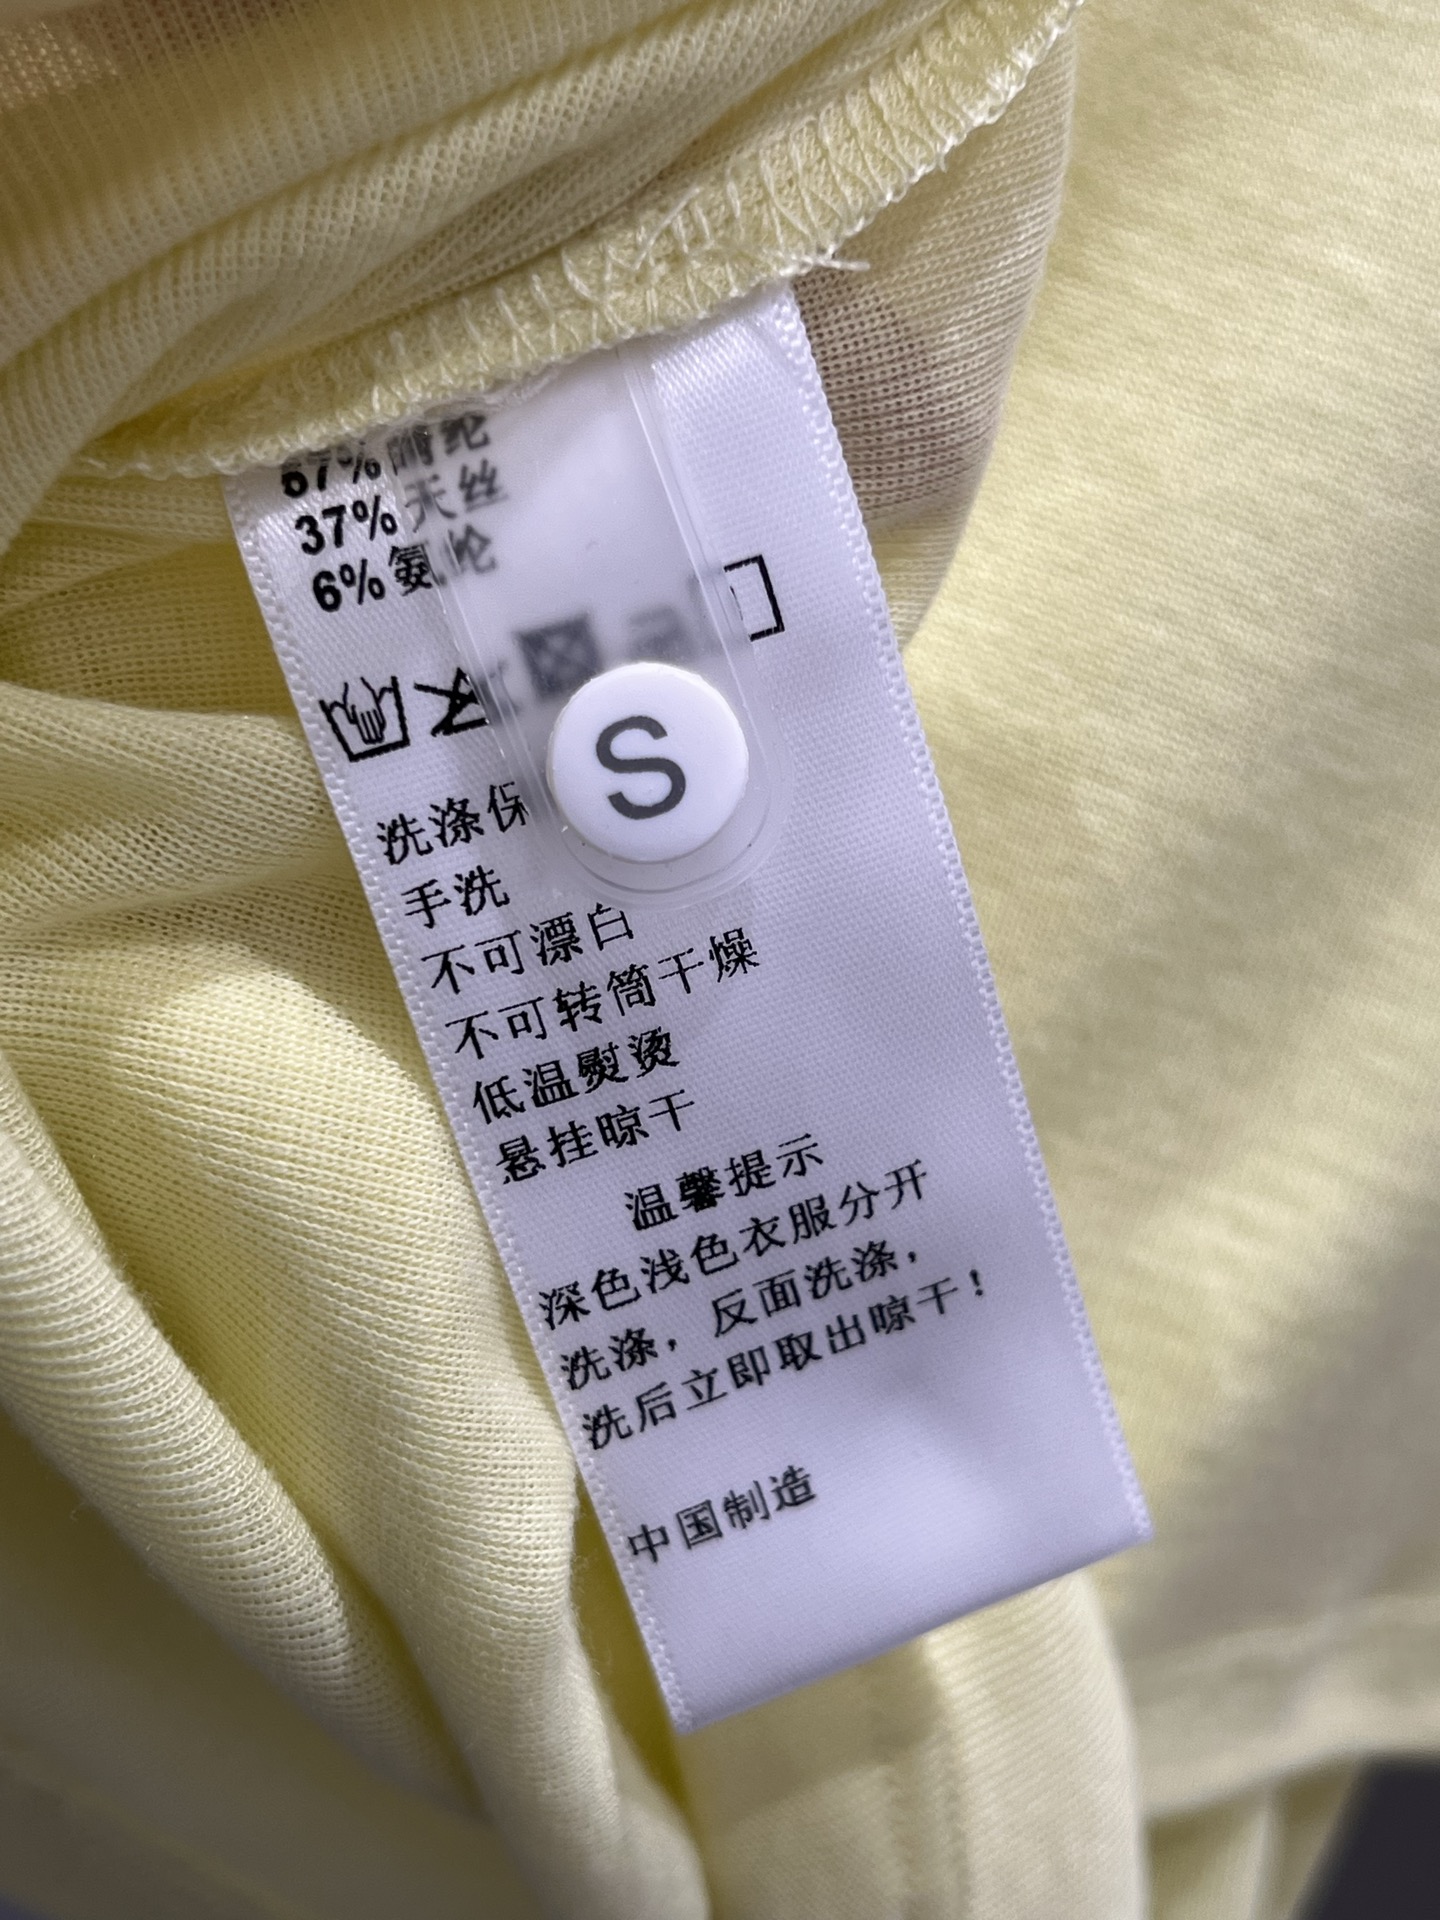 67% 腈纶
37% 天丝
6% 氨纶
S
洗涤保
手洗
不可漂白
不可转筒干燥
低温熨烫
悬挂晾干
温馨提示
深色浅色衣服分开
洗涤，反面洗涤，
洗后立即取出晾干！
中国制造